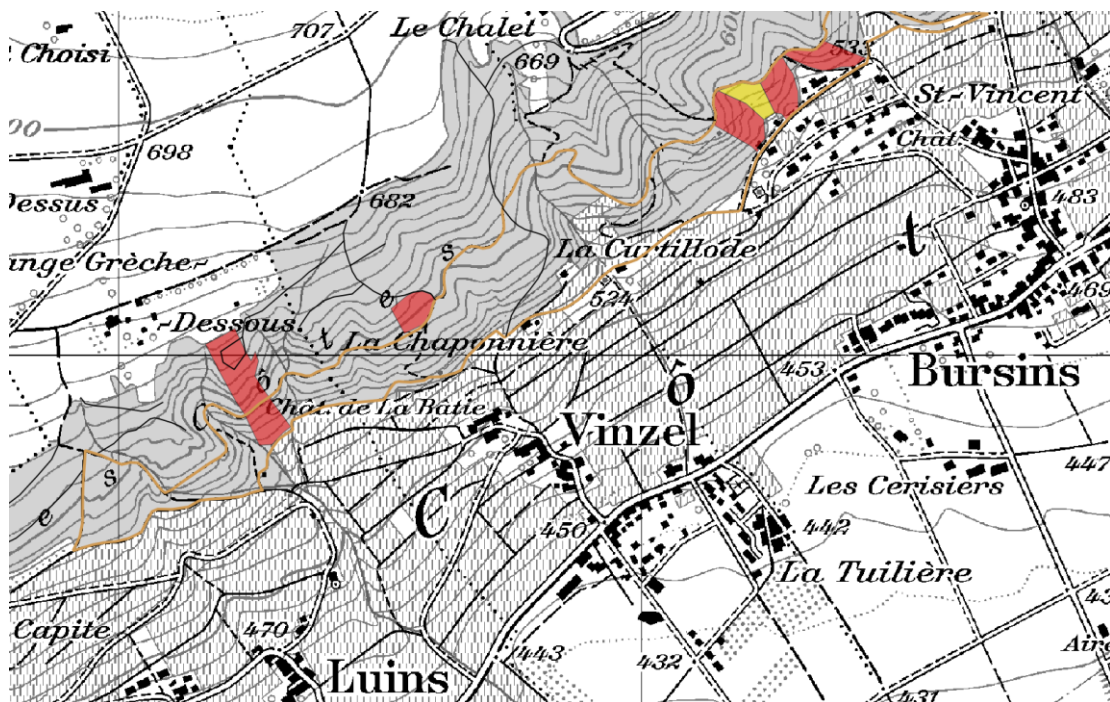 707
Le Chalet
533
Choisi
669
St-Vincent
00
698
Chât.
Dessus
682
483
La Curtillode
t
s
ange Grèche-
524
469
e
-Dessous.
t
La Chaponnière
453
Bursins
ô
ô
Chât. de La Bâtie
C
Vinzel
447
s
Les Cerisiers
e
C
450
442
La Tuilière
Capite
470
443
432
Luins
431